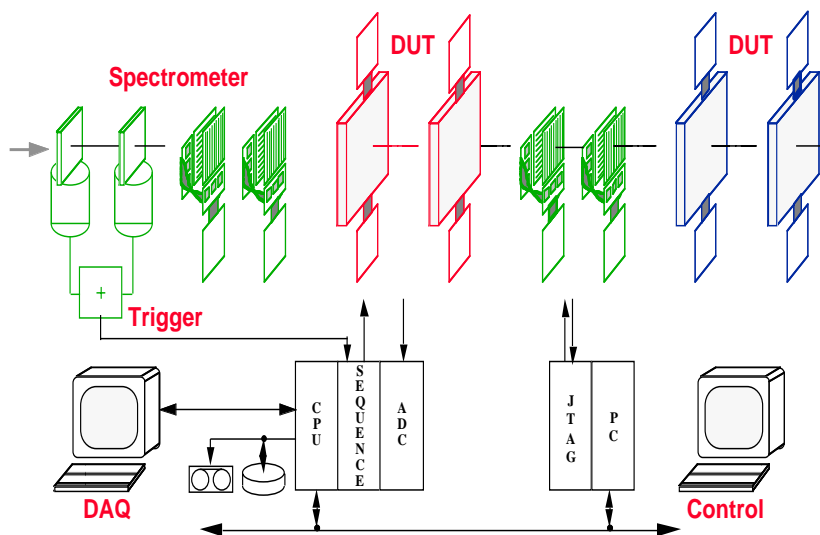 DUT
DUT
Spectrometer
+
Trigger
CPU
SEQUENCE
ADC
JTAG
PC
DAQ
Control